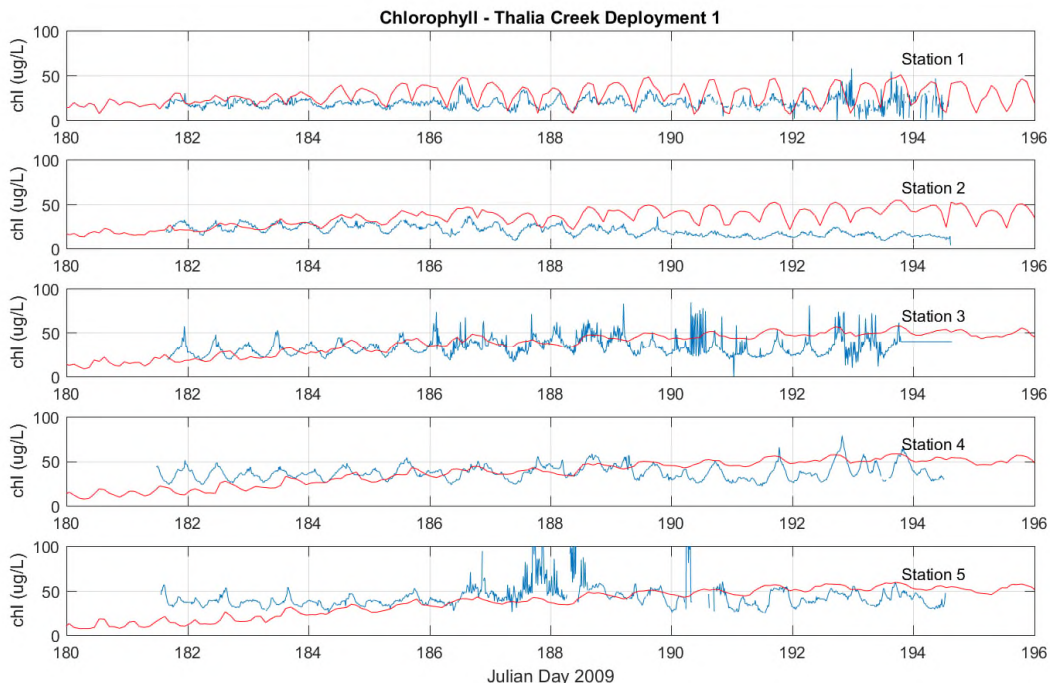 Chlorophyll - Thalia Creek Deployment 1
chl (ug/L)
100
50
0
Station 1
180 182 184 186 188 190 192 194 196
chl (ug/L)
100
50
0
Station 2
180 182 184 186 188 190 192 194 196
chl (ug/L)
100
50
0
Station 3
180 182 184 186 188 190 192 194 196
chl (ug/L)
100
50
0
Station 4
180 182 184 186 188 190 192 194 196
chl (ug/L)
100
50
0
Station 5
180 182 184 186 188 190 192 194 196
Julian Day 2009